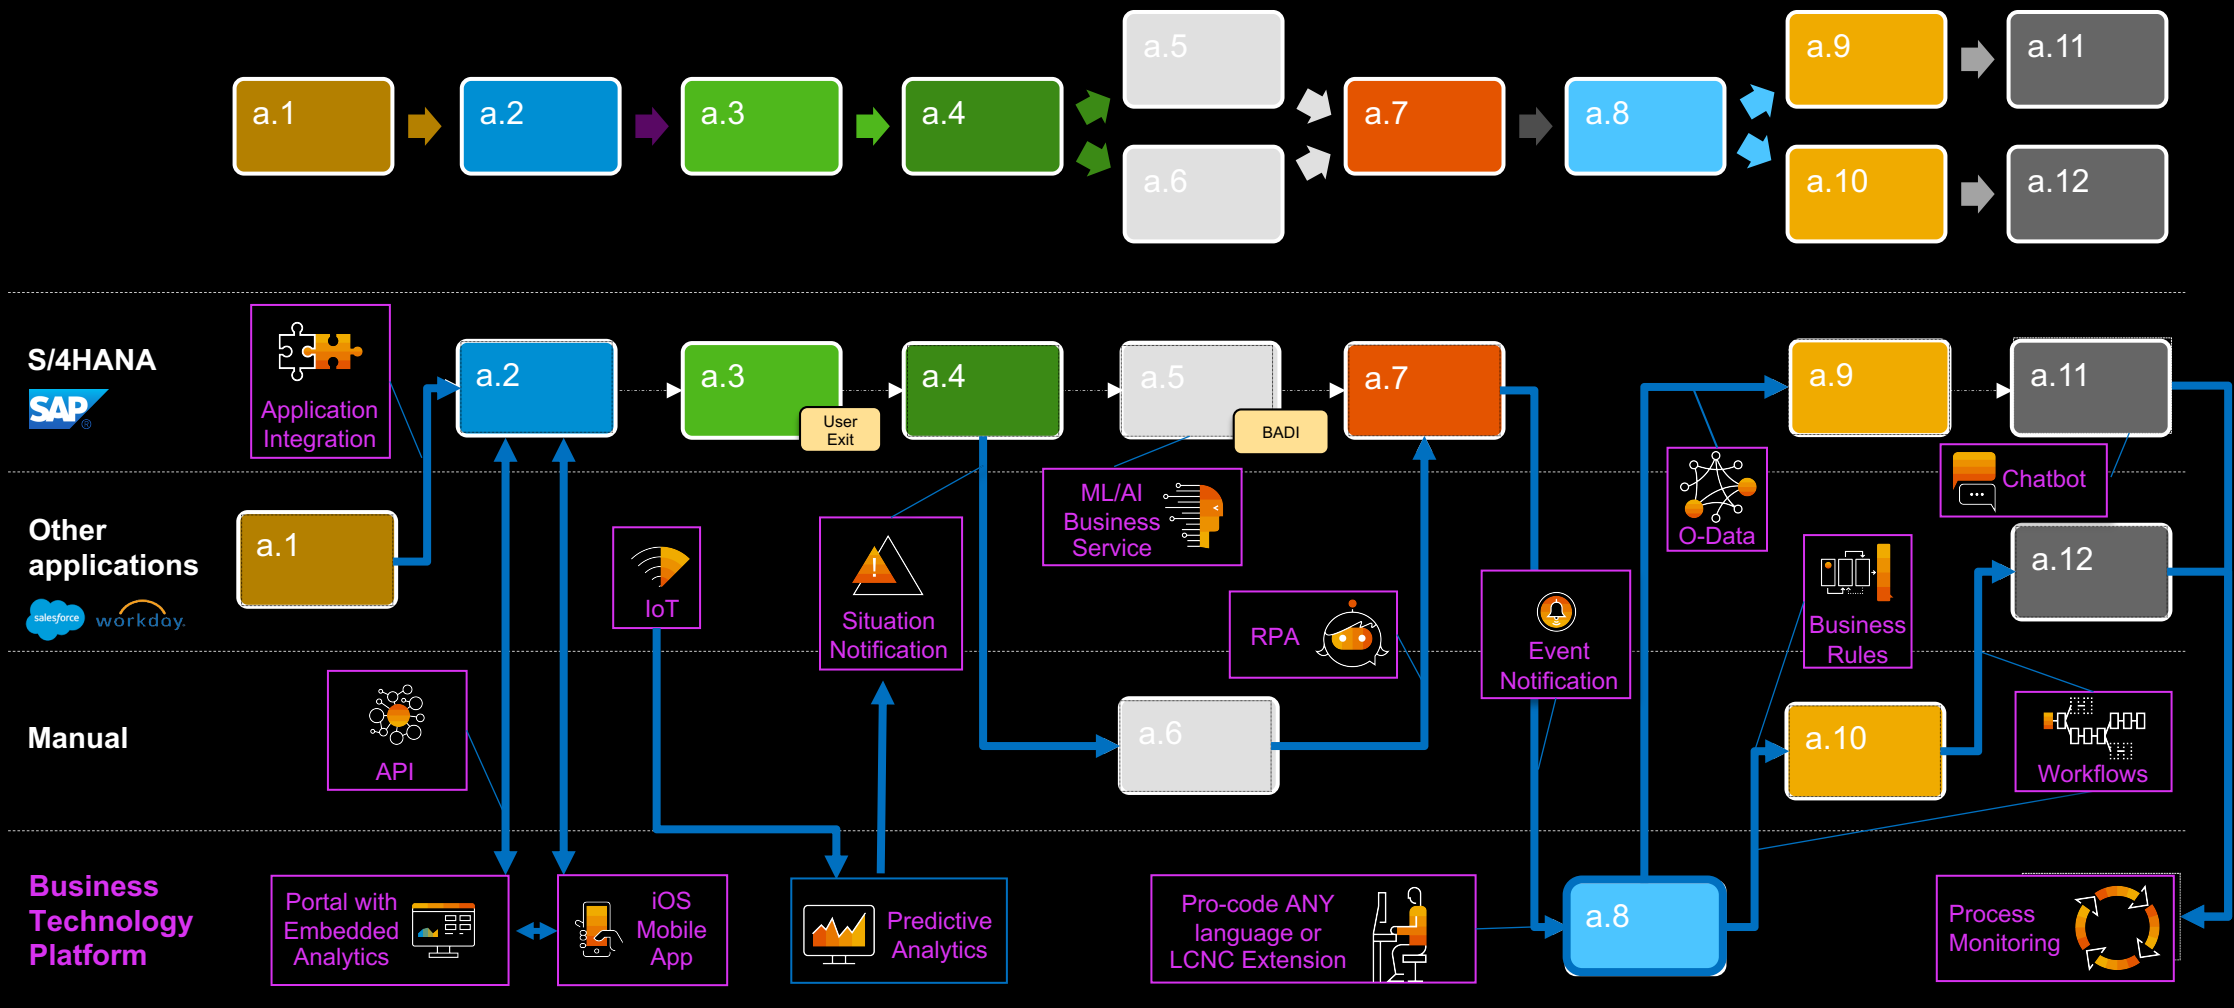 a.1
a.2
a.3
a.4
a.5
a.6
a.7
a.8
a.9
a.10
a.11
a.12
S/4HANA
SAP
®
Application
Integration
a.2
a.3
User
Exit
a.4
a.5
BADI
a.7
a.9
a.11
Other
applications
salesforce
workday.
a.1
IoT
!
Situation
Notification
ML/AI
Business
Service
RPA
Event
Notification
O-Data
Chatbot
Business
Rules
a.12
Manual
API
a.6
a.10
Workflows
Business
Technology
Platform
Portal with
Embedded
Analytics
iOS
Mobile
App
Predictive
Analytics
Pro-code ANY
language or
LCNC Extension
a.8
Process
Monitoring